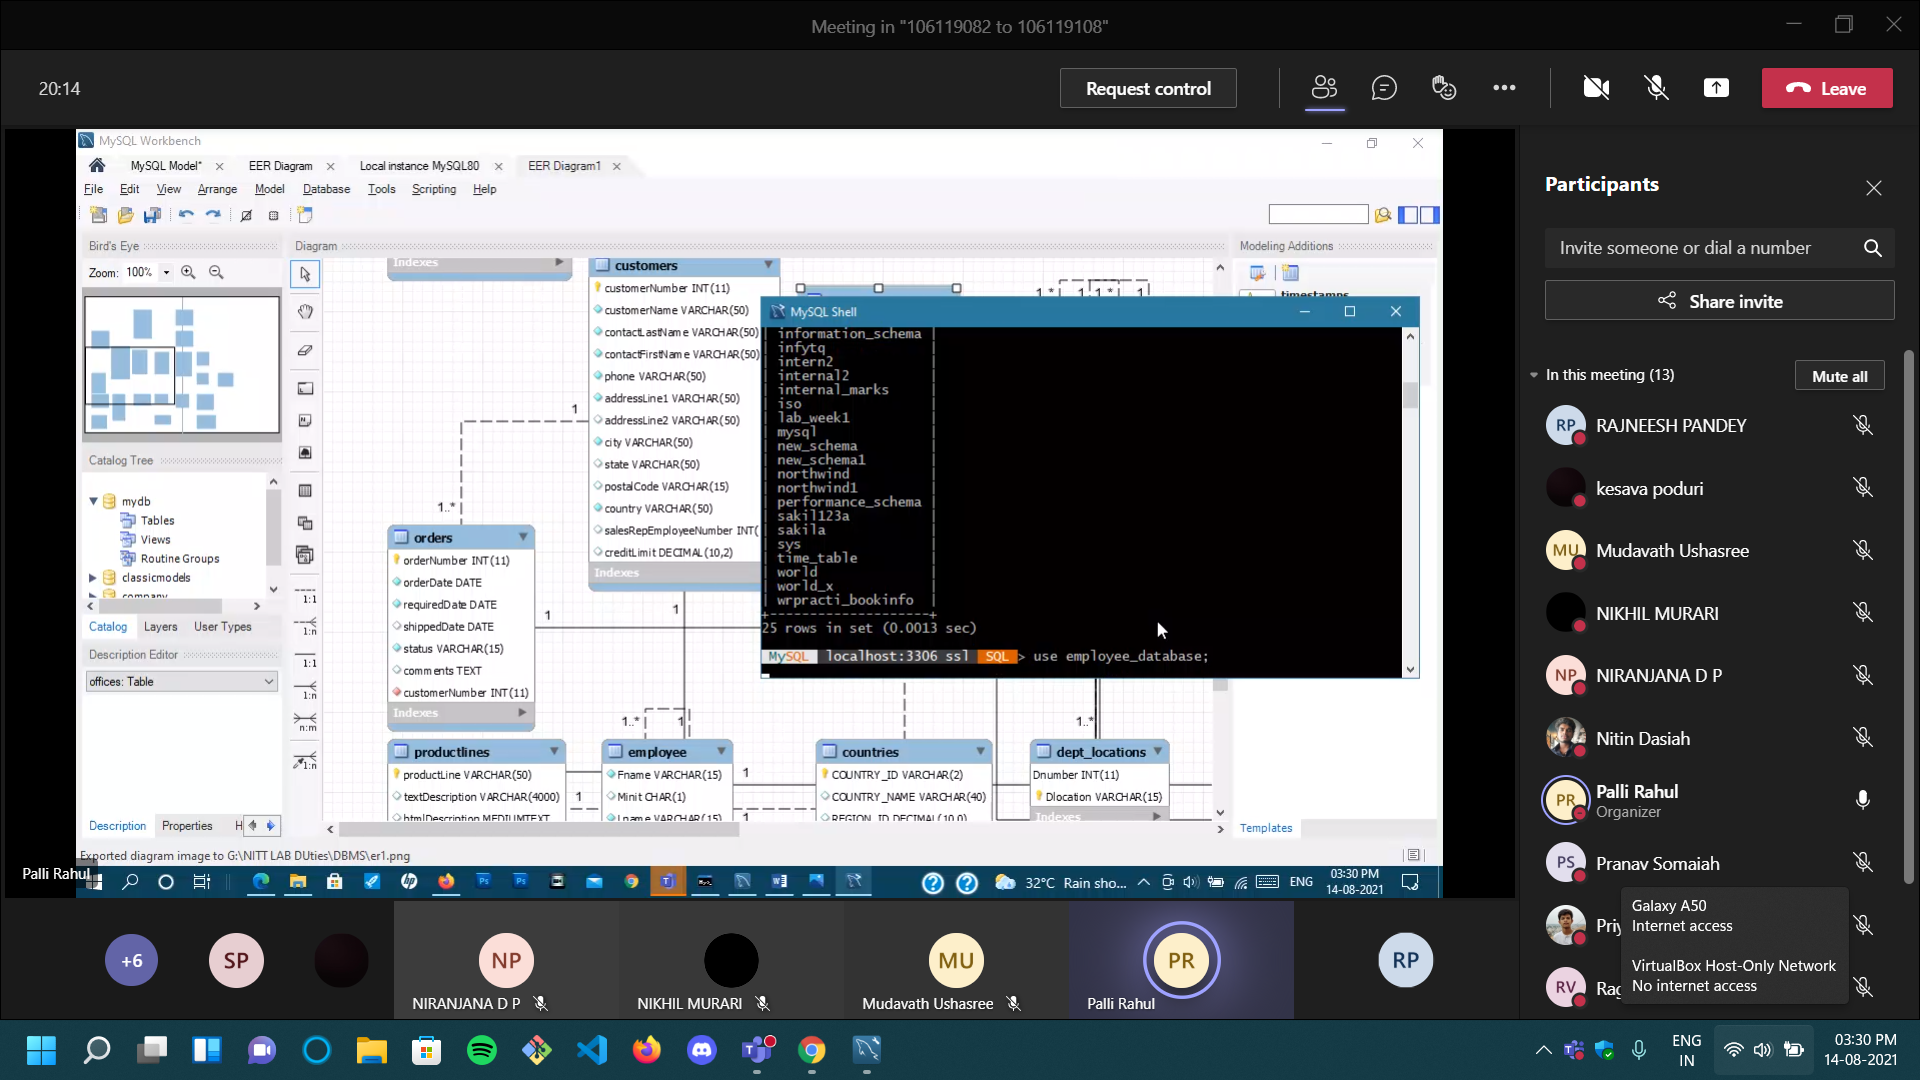 Meeting in "106119082 to 106119108"
20:14
Request control
Leave
MySQL Workbench
MySQL Model*
EER Diagram
Local instance MySQL80
EER Diagram1
File Edit View Arrange Model Database Tools Scripting Help
Bird's Eye
Zoom: 100%
Catalog Tree
mydb
Tables
Views
Routine Groups
classicmodels
company
Catalog Layers User Types
Description Editor
offices: Table
Description Properties H
Diagram
1:1
1:n
1:1
1:n
n:m
1:n
Indexes
customers
customerNumber INT(11)
customerName VARCHAR(50)
contactLastName VARCHAR(50)
contactFirstName VARCHAR(50)
phone VARCHAR(50)
addressLine1 VARCHAR(50)
addressLine2 VARCHAR(50)
city VARCHAR(50)
state VARCHAR(50)
postalCode VARCHAR(15)
country VARCHAR(50)
salesRepEmployeeNumber INT(
creditLimit DECIMAL(10,2)
Indexes
1
1..*
orders
orderNumber INT(11)
orderDate DATE
requiredDate DATE
shippedDate DATE
status VARCHAR(15)
comments TEXT
customerNumber INT(11)
Indexes
1
1
1..*
1
productlines
productLine VARCHAR(50)
textDescription VARCHAR(4000)
htmlDescription MEDIUMTEXT
1
employee
Fname VARCHAR(15)
Minit CHAR(1)
Lname VARCHAR(15)
1
1
countries
COUNTRY_ID VARCHAR(2)
COUNTRY_NAME VARCHAR(40)
REGION_ID DECIMAL(10,0)
1..*
dept_locations
Dnumber INT(11)
Dlocation VARCHAR(15)
Indexes
1..* 1 1..* 1
Modeling Additions
timestamps
Templates
MySQL Shell
information_schema
infytq
intern2
internal2
internal_marks
iso
lab_week1
mysql
new_schema
new_schema1
northwind
northwind1
performance_schema
sakil123a
sakila
sys
time_table
world
world_x
wrpracti_bookinfo
25 rows in set (0.0013 sec)
MySQL localhost:3306 ssl SQL > use employee_database;
Exported diagram image to G:\NITT LAB DUties\DBMS\er1.png
Palli Rahul
32°C Rain sho...
ENG
03:30 PM
14-08-2021
+6
SP
NP
NIRANJANA D P
NIKHIL MURARI
MU
Mudavath Ushasree
PR
Palli Rahul
RP
Participants
Invite someone or dial a number
Share invite
In this meeting (13)
Mute all
RP RAJNEESH PANDEY
kesava poduri
MU Mudavath Ushasree
NIKHIL MURARI
NP NIRANJANA D P
Nitin Dasiah
PR Palli Rahul
Organizer
PS Pranav Somaiah
RV
Galaxy A50
Internet access
VirtualBox Host-Only Network
No internet access
ENG
IN
03:30 PM
14-08-2021